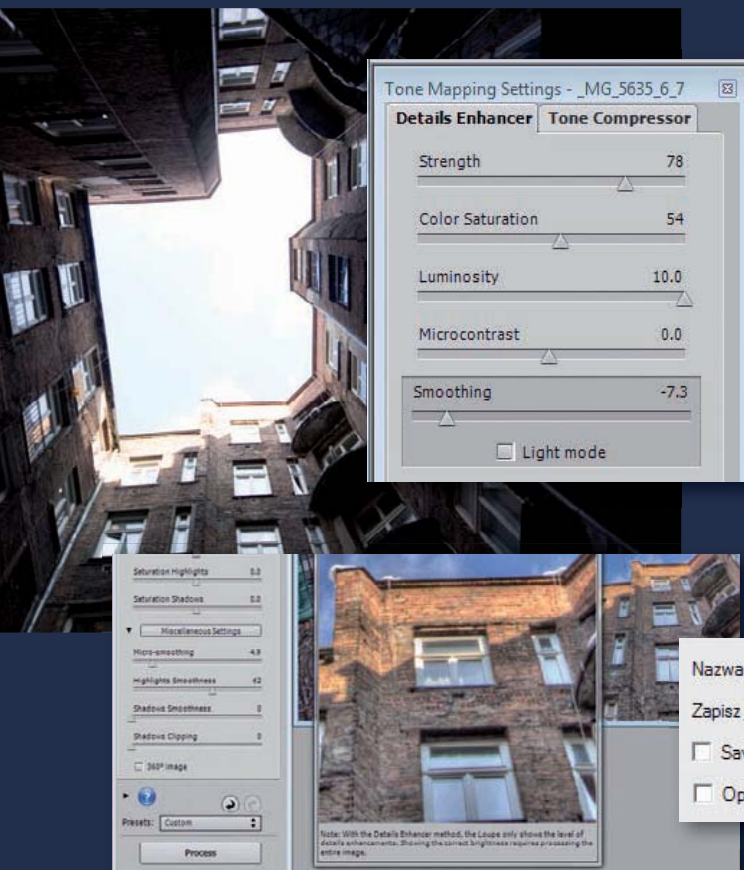 Tone Mapping Settings - _MG_5635_6_7
Details Enhancer Tone Compressor
Strength 78
Color Saturation 54
Luminosity 10.0
Microcontrast 0.0
Smoothing -7.3
Light mode
Saturation Highlights 0.0
Saturation Shadows 0.0
Miscellaneous Settings
Micro-smoothing 4.9
Highlights Smoothness 62
Shadows Smoothness 0
Shadows Clipping 0
360º image
?
Presets: Custom
Process
Note: With the Details Enhancer method, the Loupe only shows the level of
details enhancements. Showing the correct brightness requires processing the
entire image.
Nazwa
Zapisz
Sav
Op